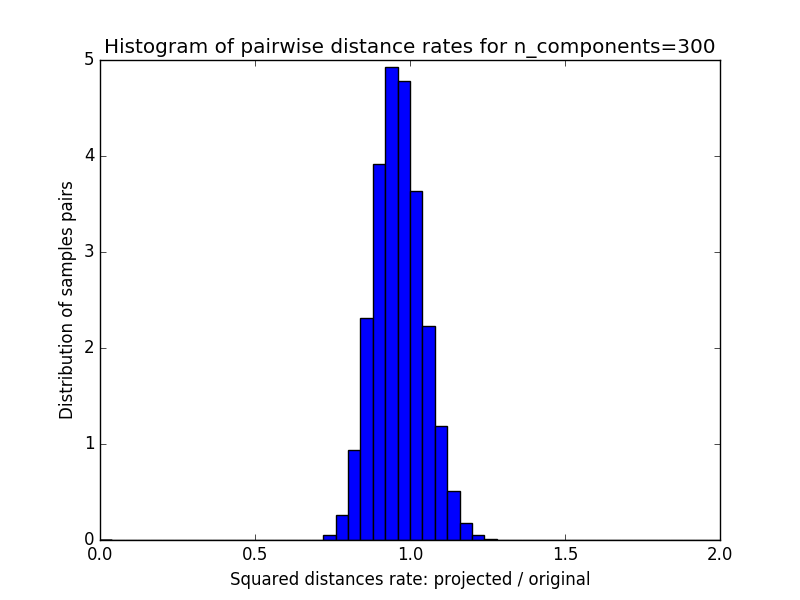 Histogram of pairwise distance rates for n_components=300
5
4
3
2
1
0
Distribution of samples pairs
0.0 0.5 1.0 1.5 2.0
Squared distances rate: projected / original